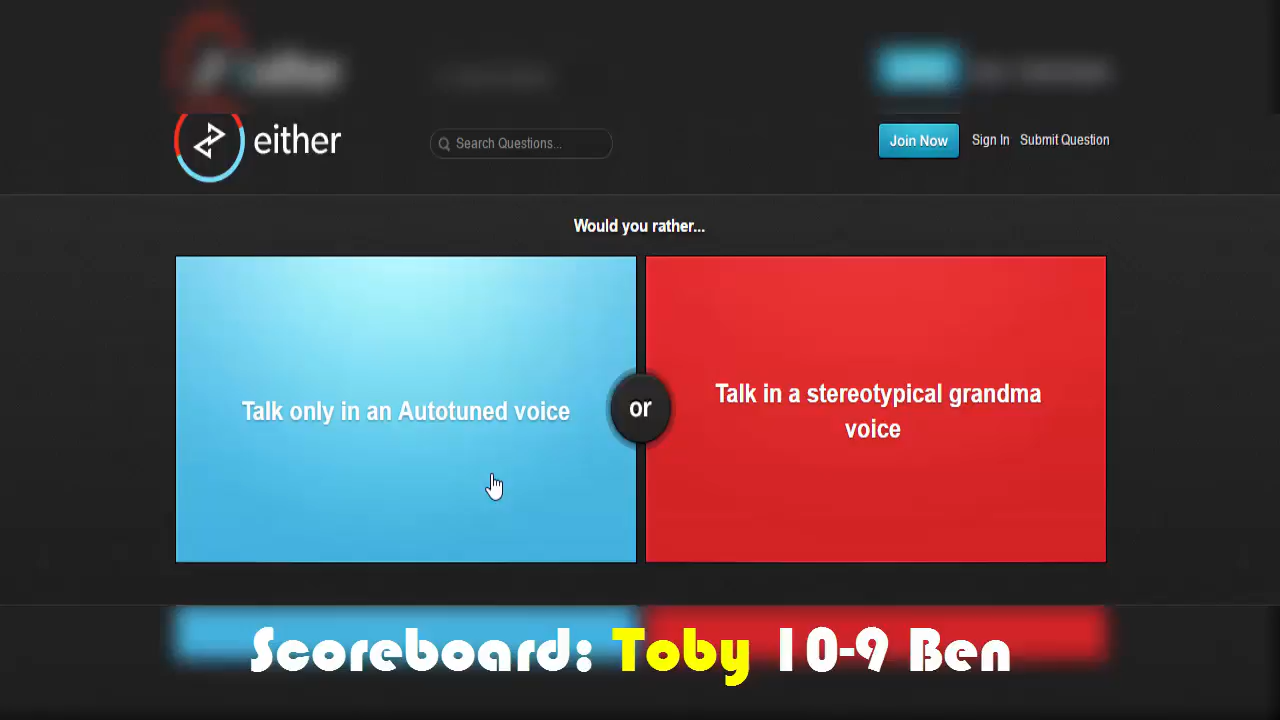 either
Search Questions...
Join Now
Sign In
Submit Question
Would you rather...
Talk only in an Autotuned voice
or
Talk in a stereotypical grandma
voice
Scoreboard: Toby 10-9 Ben